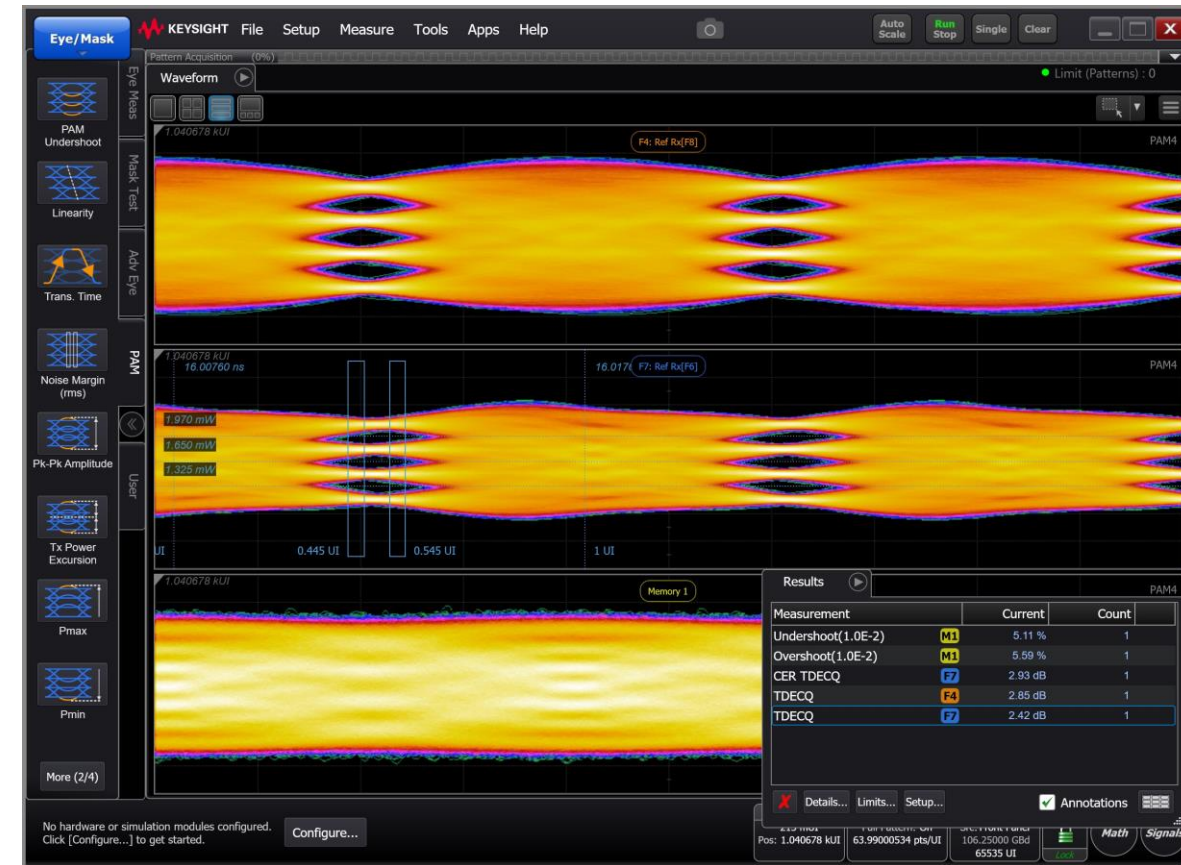 Eye/Mask
KEYSIGHT File Setup Measure Tools Apps Help
Auto Scale
Run Stop
Single
Clear
X
Pattern Acquisition (0%)
Waveform
Limit (Patterns) : 0
Eye Meas
Mask Test
Adv Eye
PAM
User
PAM Undershoot
Linearity
Trans. Time
Noise Margin (rms)
Pk-Pk Amplitude
Tx Power Excursion
Pmax
Pmin
More (2/4)
1.040678 kUI
F4: Ref Rx[F8]
PAM4
1.040678 kUI
16.00760 ns
16.0176
F7: Ref Rx[F6]
PAM4
1.970 mW
1.650 mW
1.325 mW
UI
0.445 UI
0.545 UI
1 UI
1.040678 kUI
Memory 1
PAM4
Results
Measurement Current Count
Undershoot(1.0E-2) M1 5.11 % 1
Overshoot(1.0E-2) M1 5.59 % 1
CER TDECQ F7 2.93 dB 1
TDECQ F4 2.85 dB 1
TDECQ F7 2.42 dB 1
Details... Limits... Setup...
Annotations
No hardware or simulation modules configured.
Click [Configure...] to get started.
Configure...
Pos: 1.040678 kUI
63.99000534 pts/UI
106.25000 GBd
65535 UI
Lock
Math
Signals